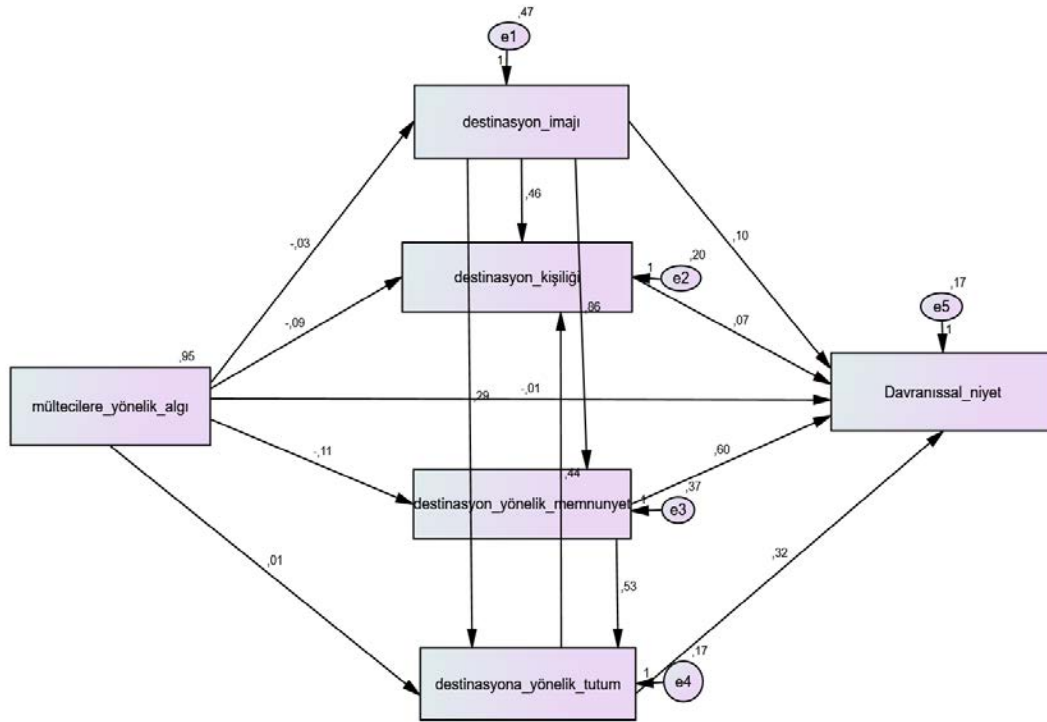 ,47
e1
1
destinasyon_imajı
,46
-,03
,10
,20
destinasyon_kişiliği
1
e2
,17
-,09
,86
,07
e5
1
,95
mültecilere_yönelik_algı
,29
-,01
Davranıssal_niyet
-,11
,60
,44
,37
destinasyon_yönelik_memnunyet
1
e3
,01
,53
,32
,17
destinasyona_yönelik_tutum
1
e4